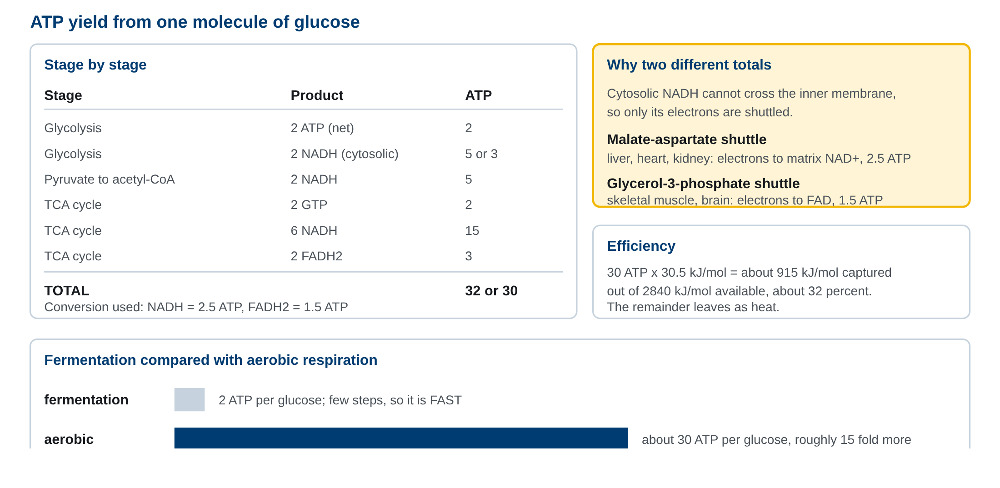 ATP yield from one molecule of glucose
Stage by stage
Stage Product ATP
Glycolysis 2 ATP (net) 2
Glycolysis 2 NADH (cytosolic) 5 or 3
Pyruvate to acetyl-CoA 2 NADH 5
TCA cycle 2 GTP 2
TCA cycle 6 NADH 15
TCA cycle 2 FADH2 3
TOTAL 32 or 30
Conversion used: NADH = 2.5 ATP, FADH2 = 1.5 ATP
Why two different totals
Cytosolic NADH cannot cross the inner membrane,
so only its electrons are shuttled.
Malate-aspartate shuttle
liver, heart, kidney: electrons to matrix NAD+, 2.5 ATP
Glycerol-3-phosphate shuttle
skeletal muscle, brain: electrons to FAD, 1.5 ATP
Efficiency
30 ATP x 30.5 kJ/mol = about 915 kJ/mol captured
out of 2840 kJ/mol available, about 32 percent.
The remainder leaves as heat.
Fermentation compared with aerobic respiration
fermentation 2 ATP per glucose; few steps, so it is FAST
aerobic about 30 ATP per glucose, roughly 15 fold more